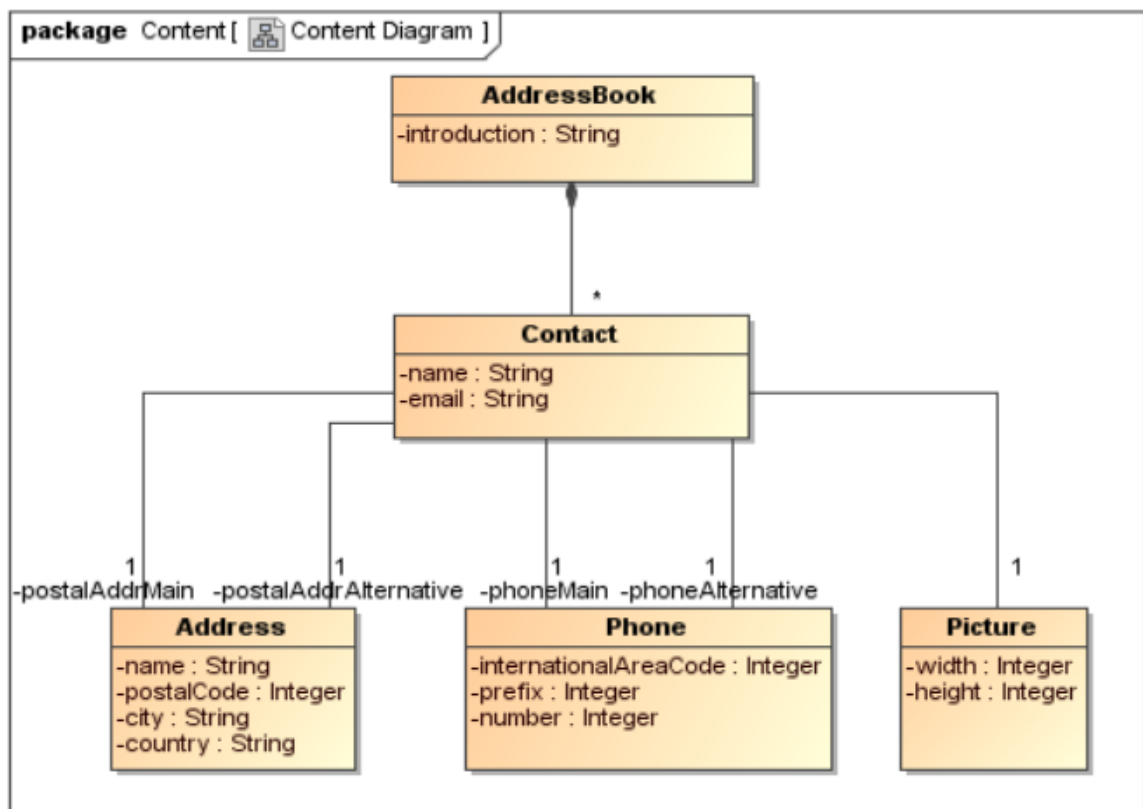 package Content [ Content Diagram ]
AddressBook
-introduction : String
*
Contact
-name : String
-email : String
1 1 1 1 1
-postalAddrMain -postalAddrAlternative -phoneMain -phoneAlternative
Address
-name : String
-postalCode : Integer
-city : String
-country : String
Phone
-internationalAreaCode : Integer
-prefix : Integer
-number : Integer
Picture
-width : Integer
-height : Integer